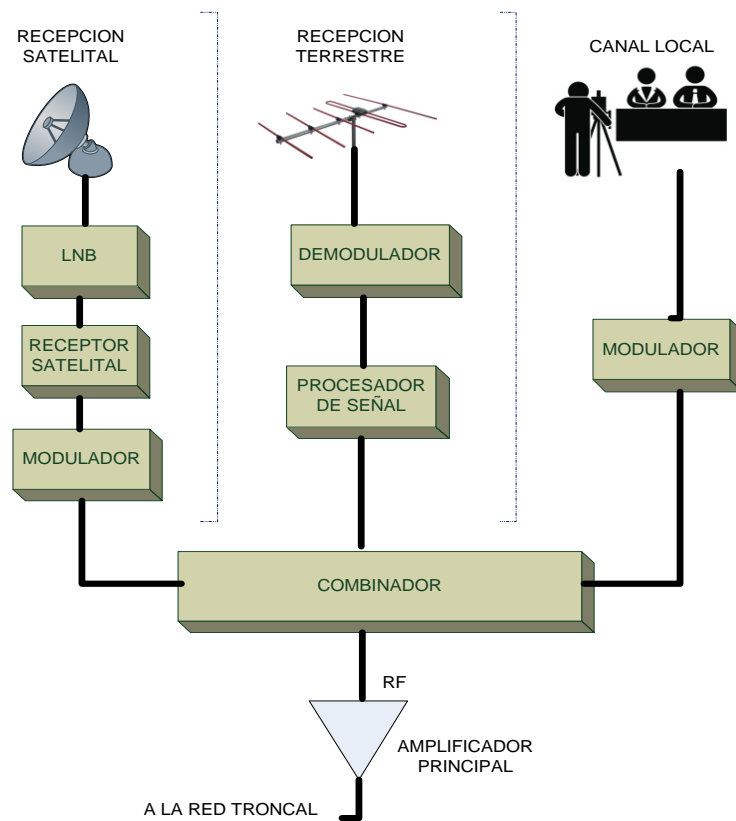 RECEPCION
SATELITAL
RECEPCION
TERRESTRE
CANAL LOCAL
LNB
RECEPTOR
SATELITAL
MODULADOR
DEMODULADOR
PROCESADOR
DE SEÑAL
MODULADOR
COMBINADOR
RF
AMPLIFICADOR
PRINCIPAL
A LA RED TRONCAL